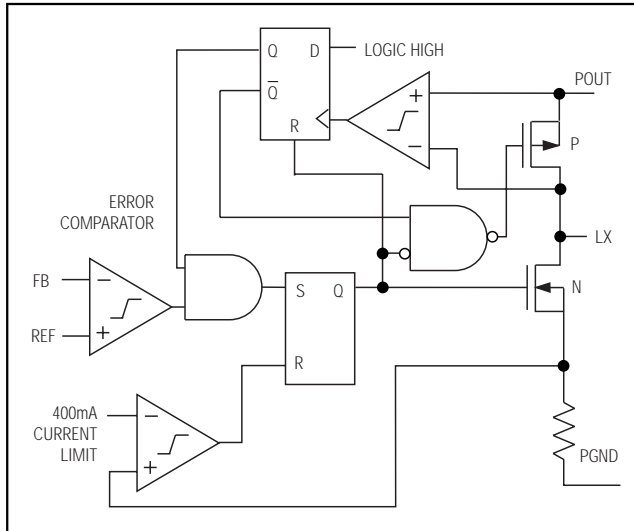 Q
D
LOGIC HIGH
Q
R
+
−
POUT
P
ERROR
COMPARATOR
LX
FB
−
REF
+
S
Q
R
N
400mA
CURRENT
LIMIT
−
+
PGND